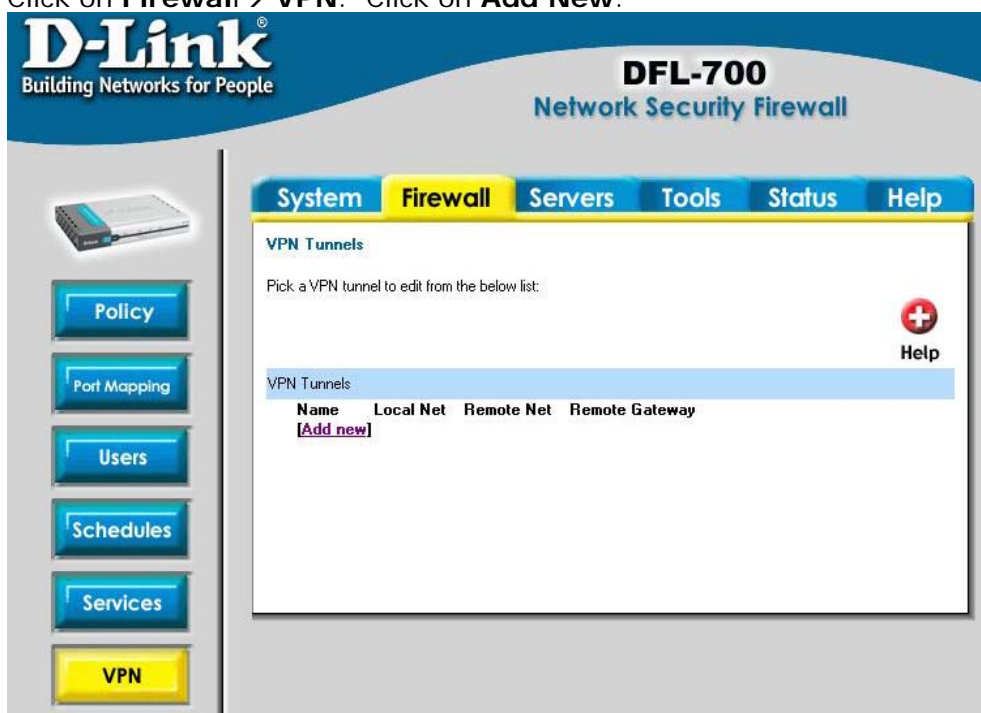 Click on Firewall → VPN. Click on Add New.
D-Link®
Building Networks for People
DFL-700
Network Security Firewall
System Firewall Servers Tools Status Help
VPN Tunnels
Pick a VPN tunnel to edit from the below list:
Help
VPN Tunnels
Name Local Net Remote Net Remote Gateway
[Add new]
Policy
Port Mapping
Users
Schedules
Services
VPN